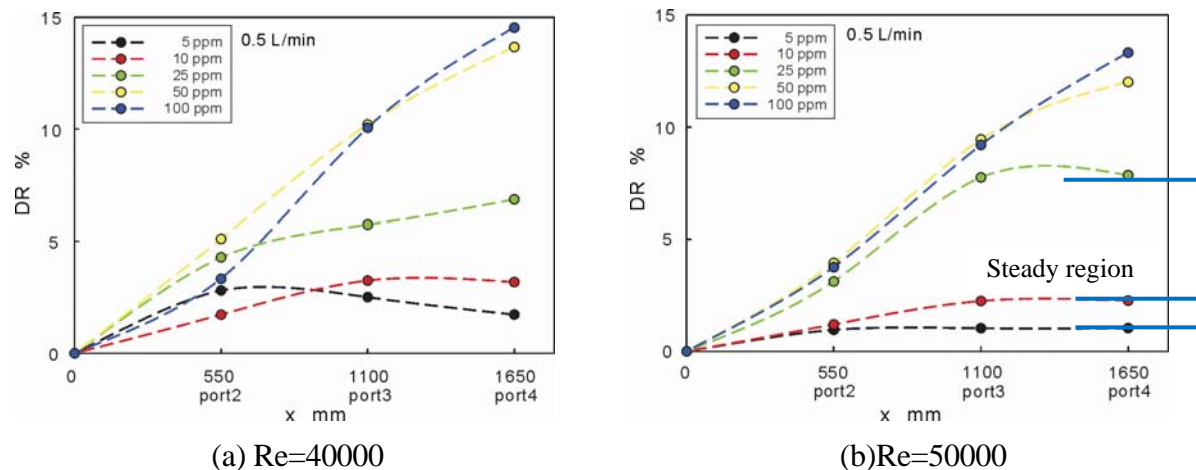 15
10
5
0
DR %
5 ppm
10 ppm
25 ppm
50 ppm
100 ppm
0.5 L/min
0 550 1100 1650
port2 port3 port4
x mm
(a) Re=40000
15
10
5
0
DR %
5 ppm
10 ppm
25 ppm
50 ppm
100 ppm
0.5 L/min
Steady region
0 550 1100 1650
port2 port3 port4
x mm
(b)Re=50000